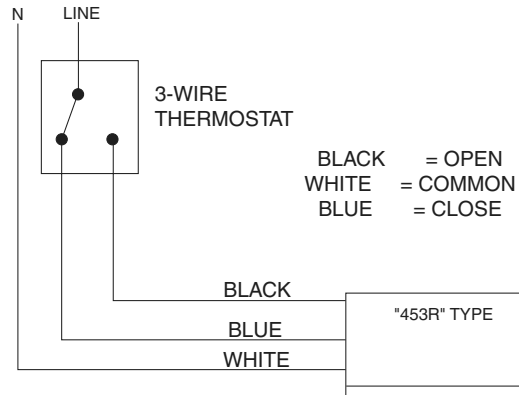 N LINE
3-WIRE
THERMOSTAT
BLACK = OPEN
WHITE = COMMON
BLUE = CLOSE
BLACK
"453R" TYPE
BLUE
WHITE